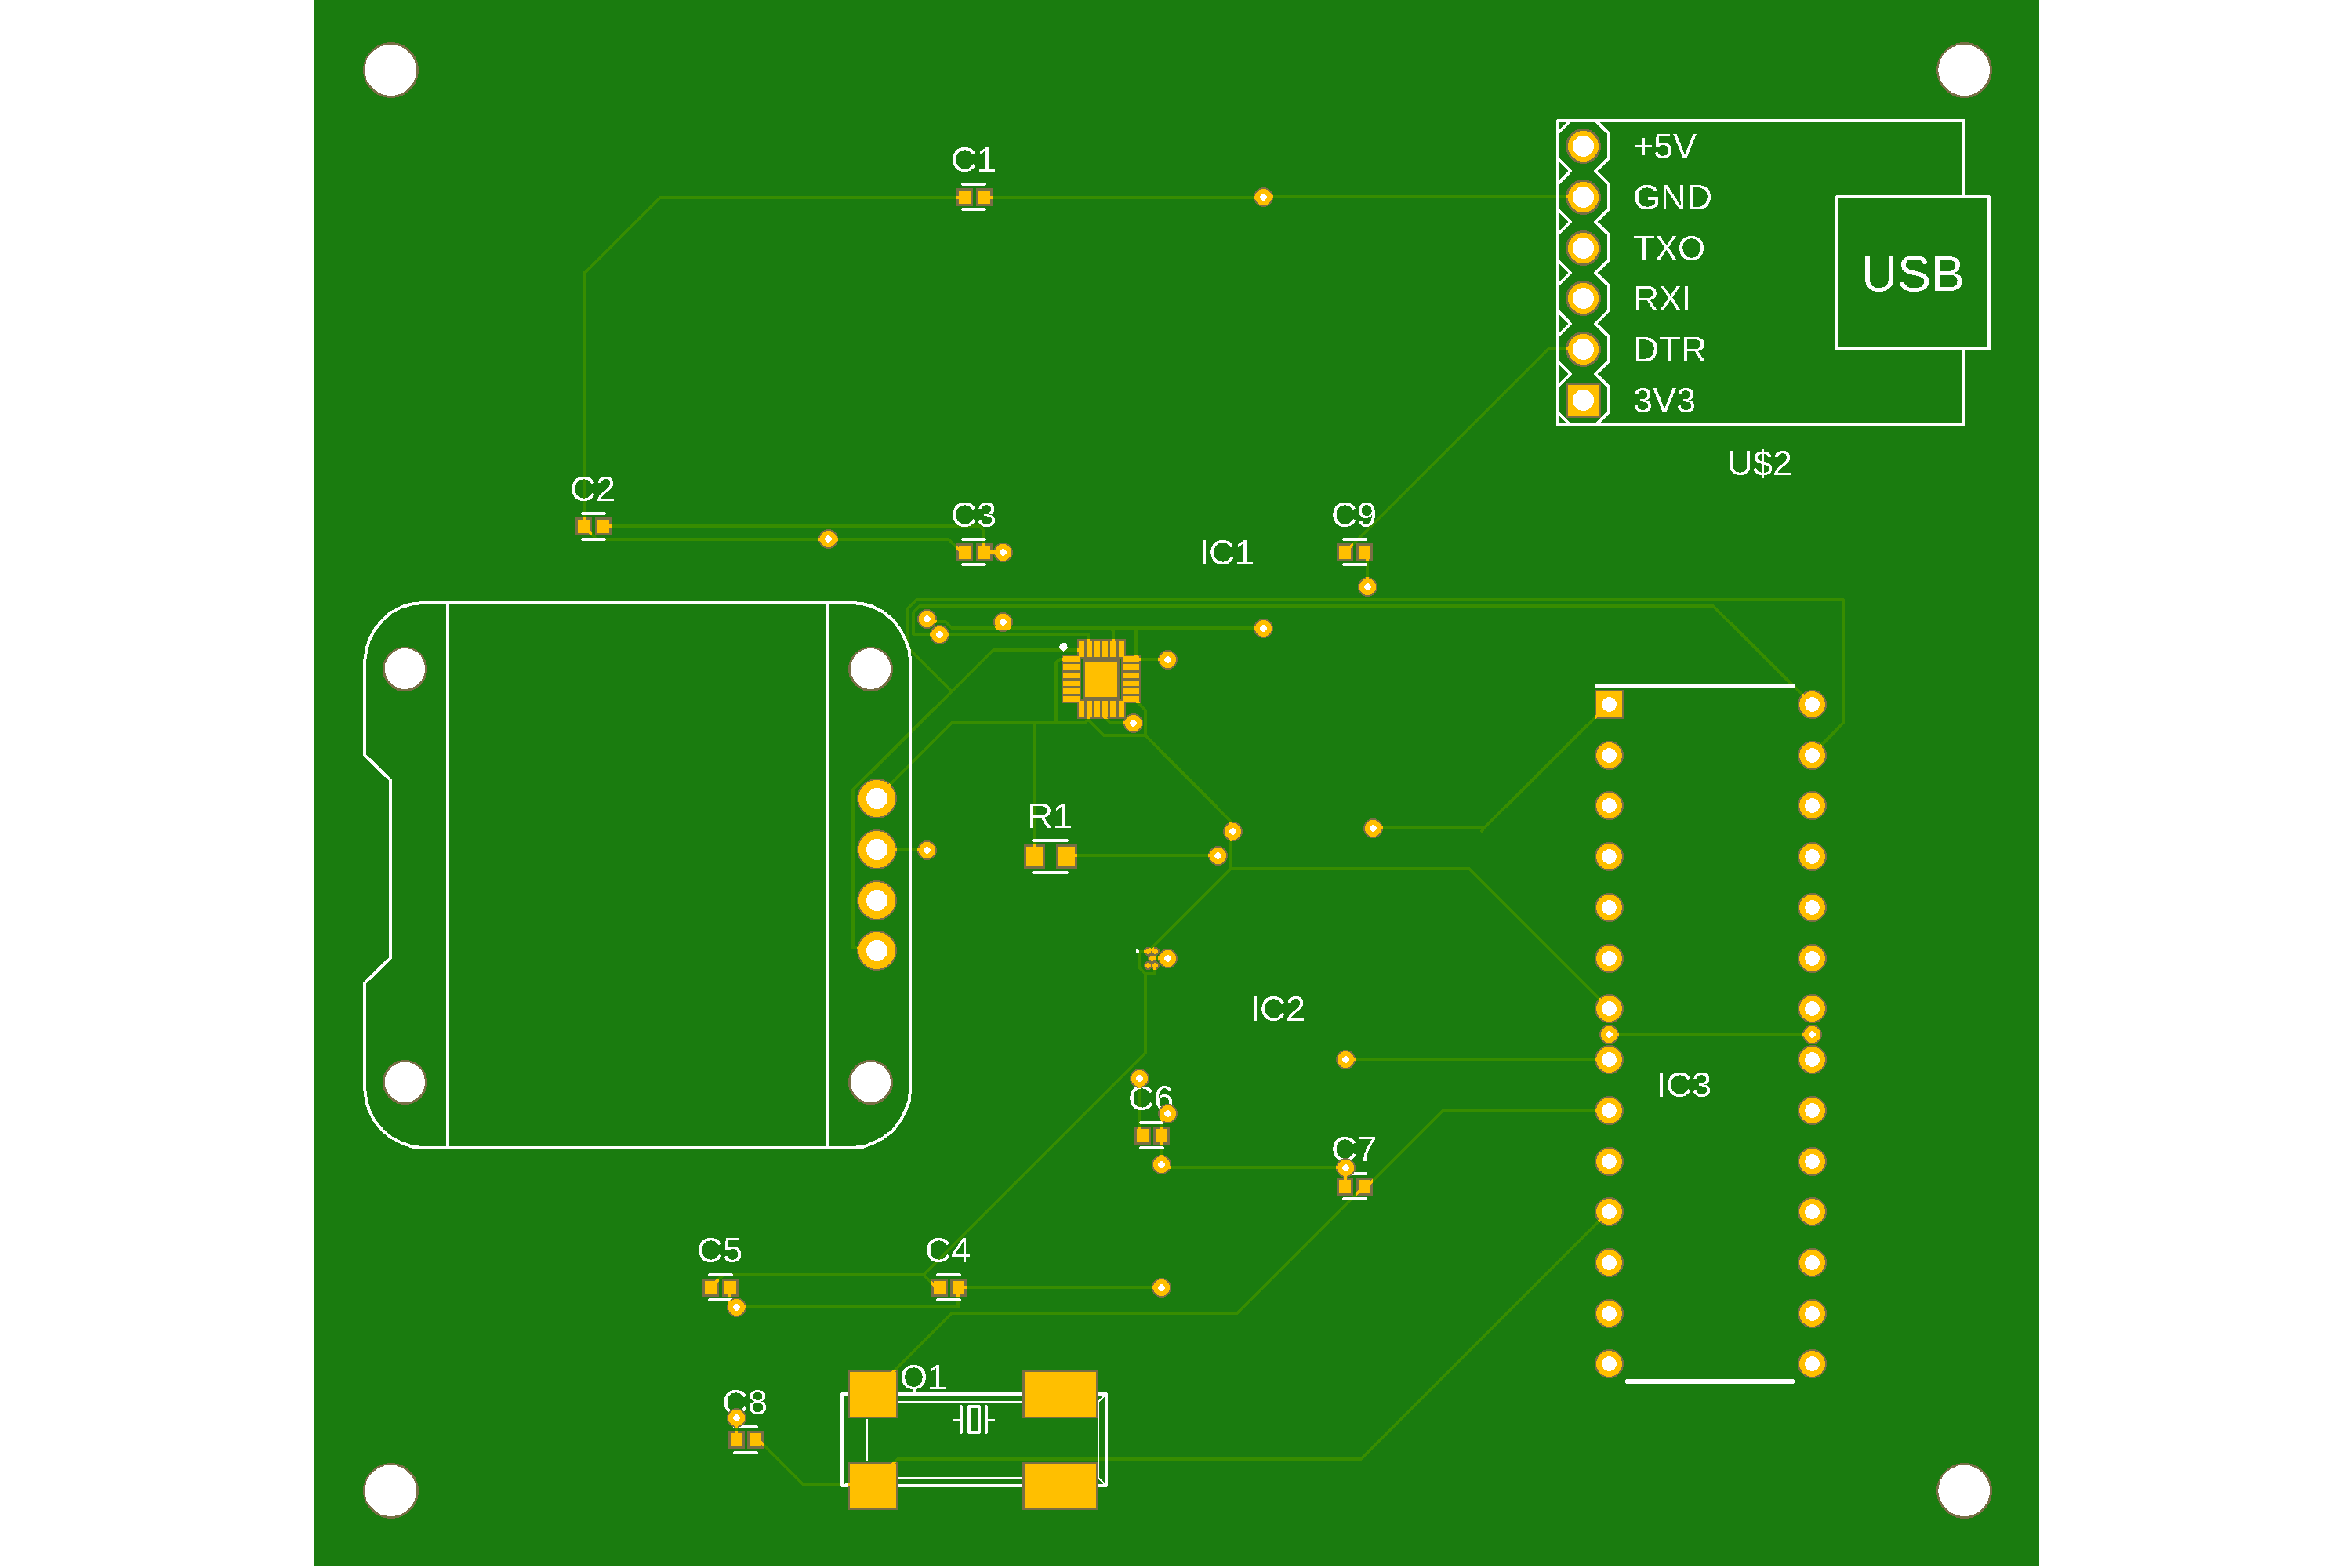 C1
+5V
GND
TXO
RXI
DTR
3V3
USB
U$2
C2
C3
C9
IC1
R1
IC2
IC3
C6
C7
C5
C4
Q1
C8